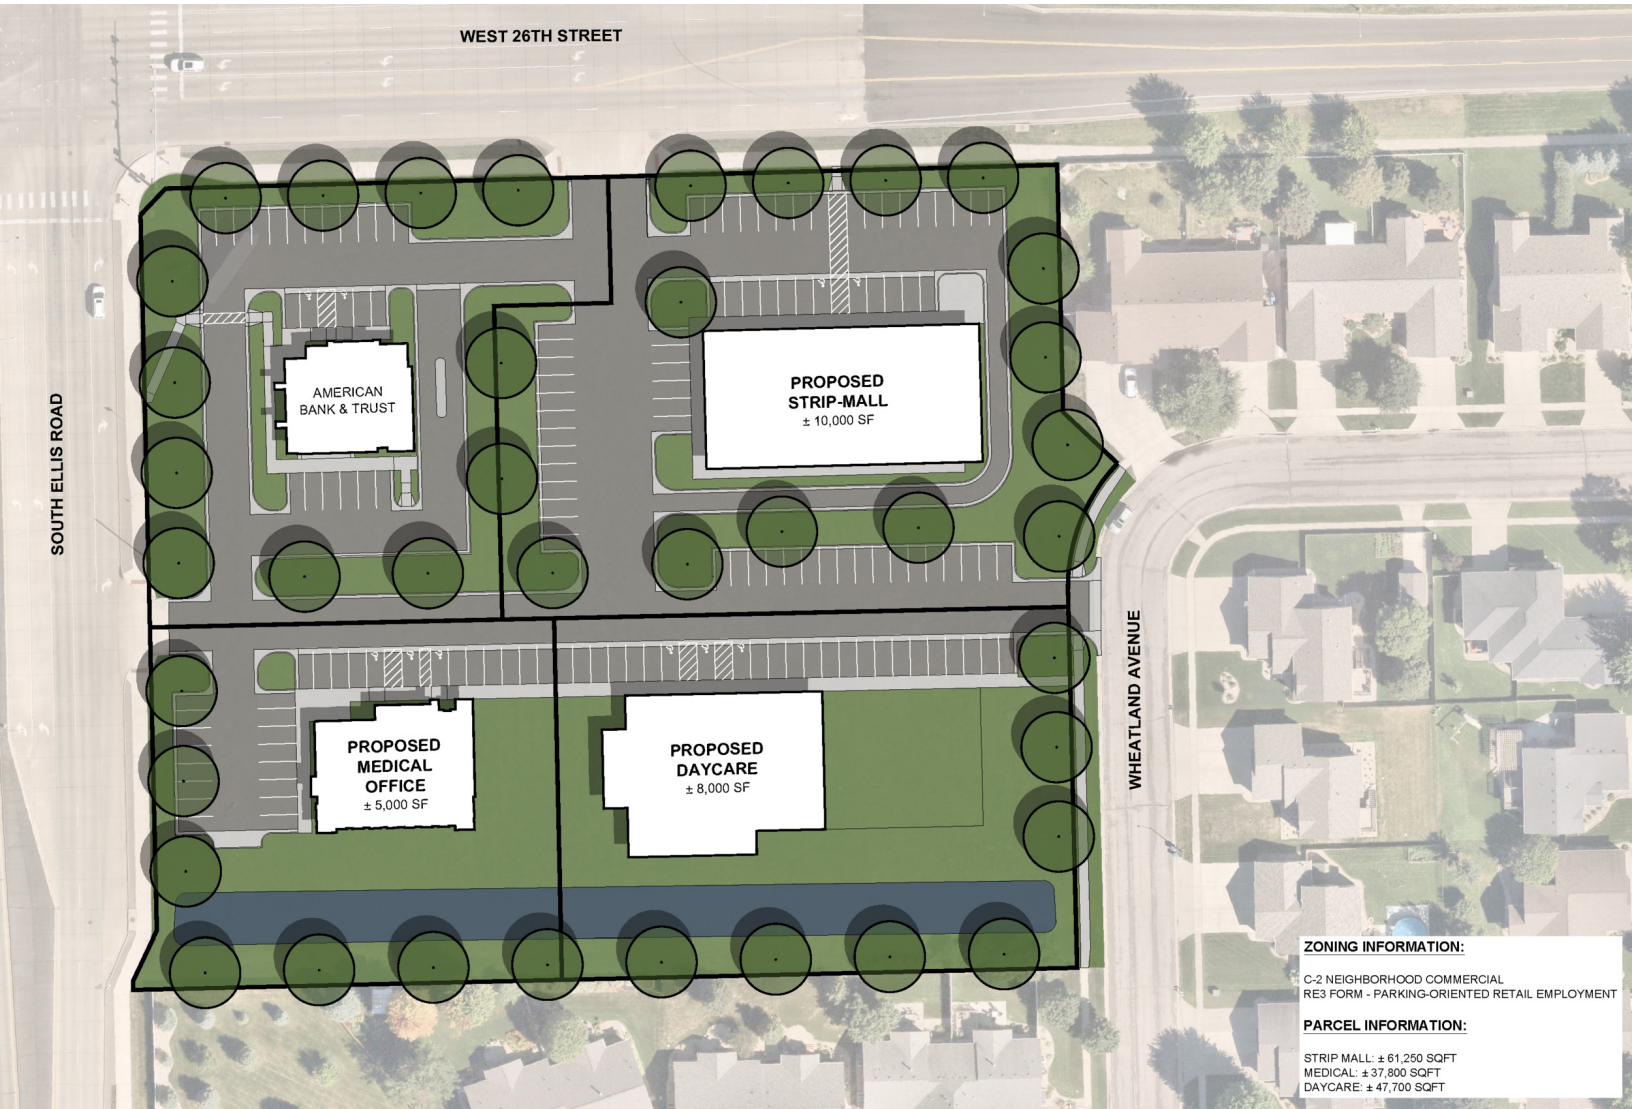 WEST 26TH STREET
SOUTH ELLIS ROAD
AMERICAN
BANK & TRUST
PROPOSED
STRIP-MALL
± 10,000 SF
PROPOSED
MEDICAL
OFFICE
± 5,000 SF
PROPOSED
DAYCARE
± 8,000 SF
WHEATLAND AVENUE
ZONING INFORMATION:
C-2 NEIGHBORHOOD COMMERCIAL
RE3 FORM - PARKING-ORIENTED RETAIL EMPLOYMENT
PARCEL INFORMATION:
STRIP MALL: ± 61,250 SQFT
MEDICAL: ± 37,800 SQFT
DAYCARE: ± 47,700 SQFT